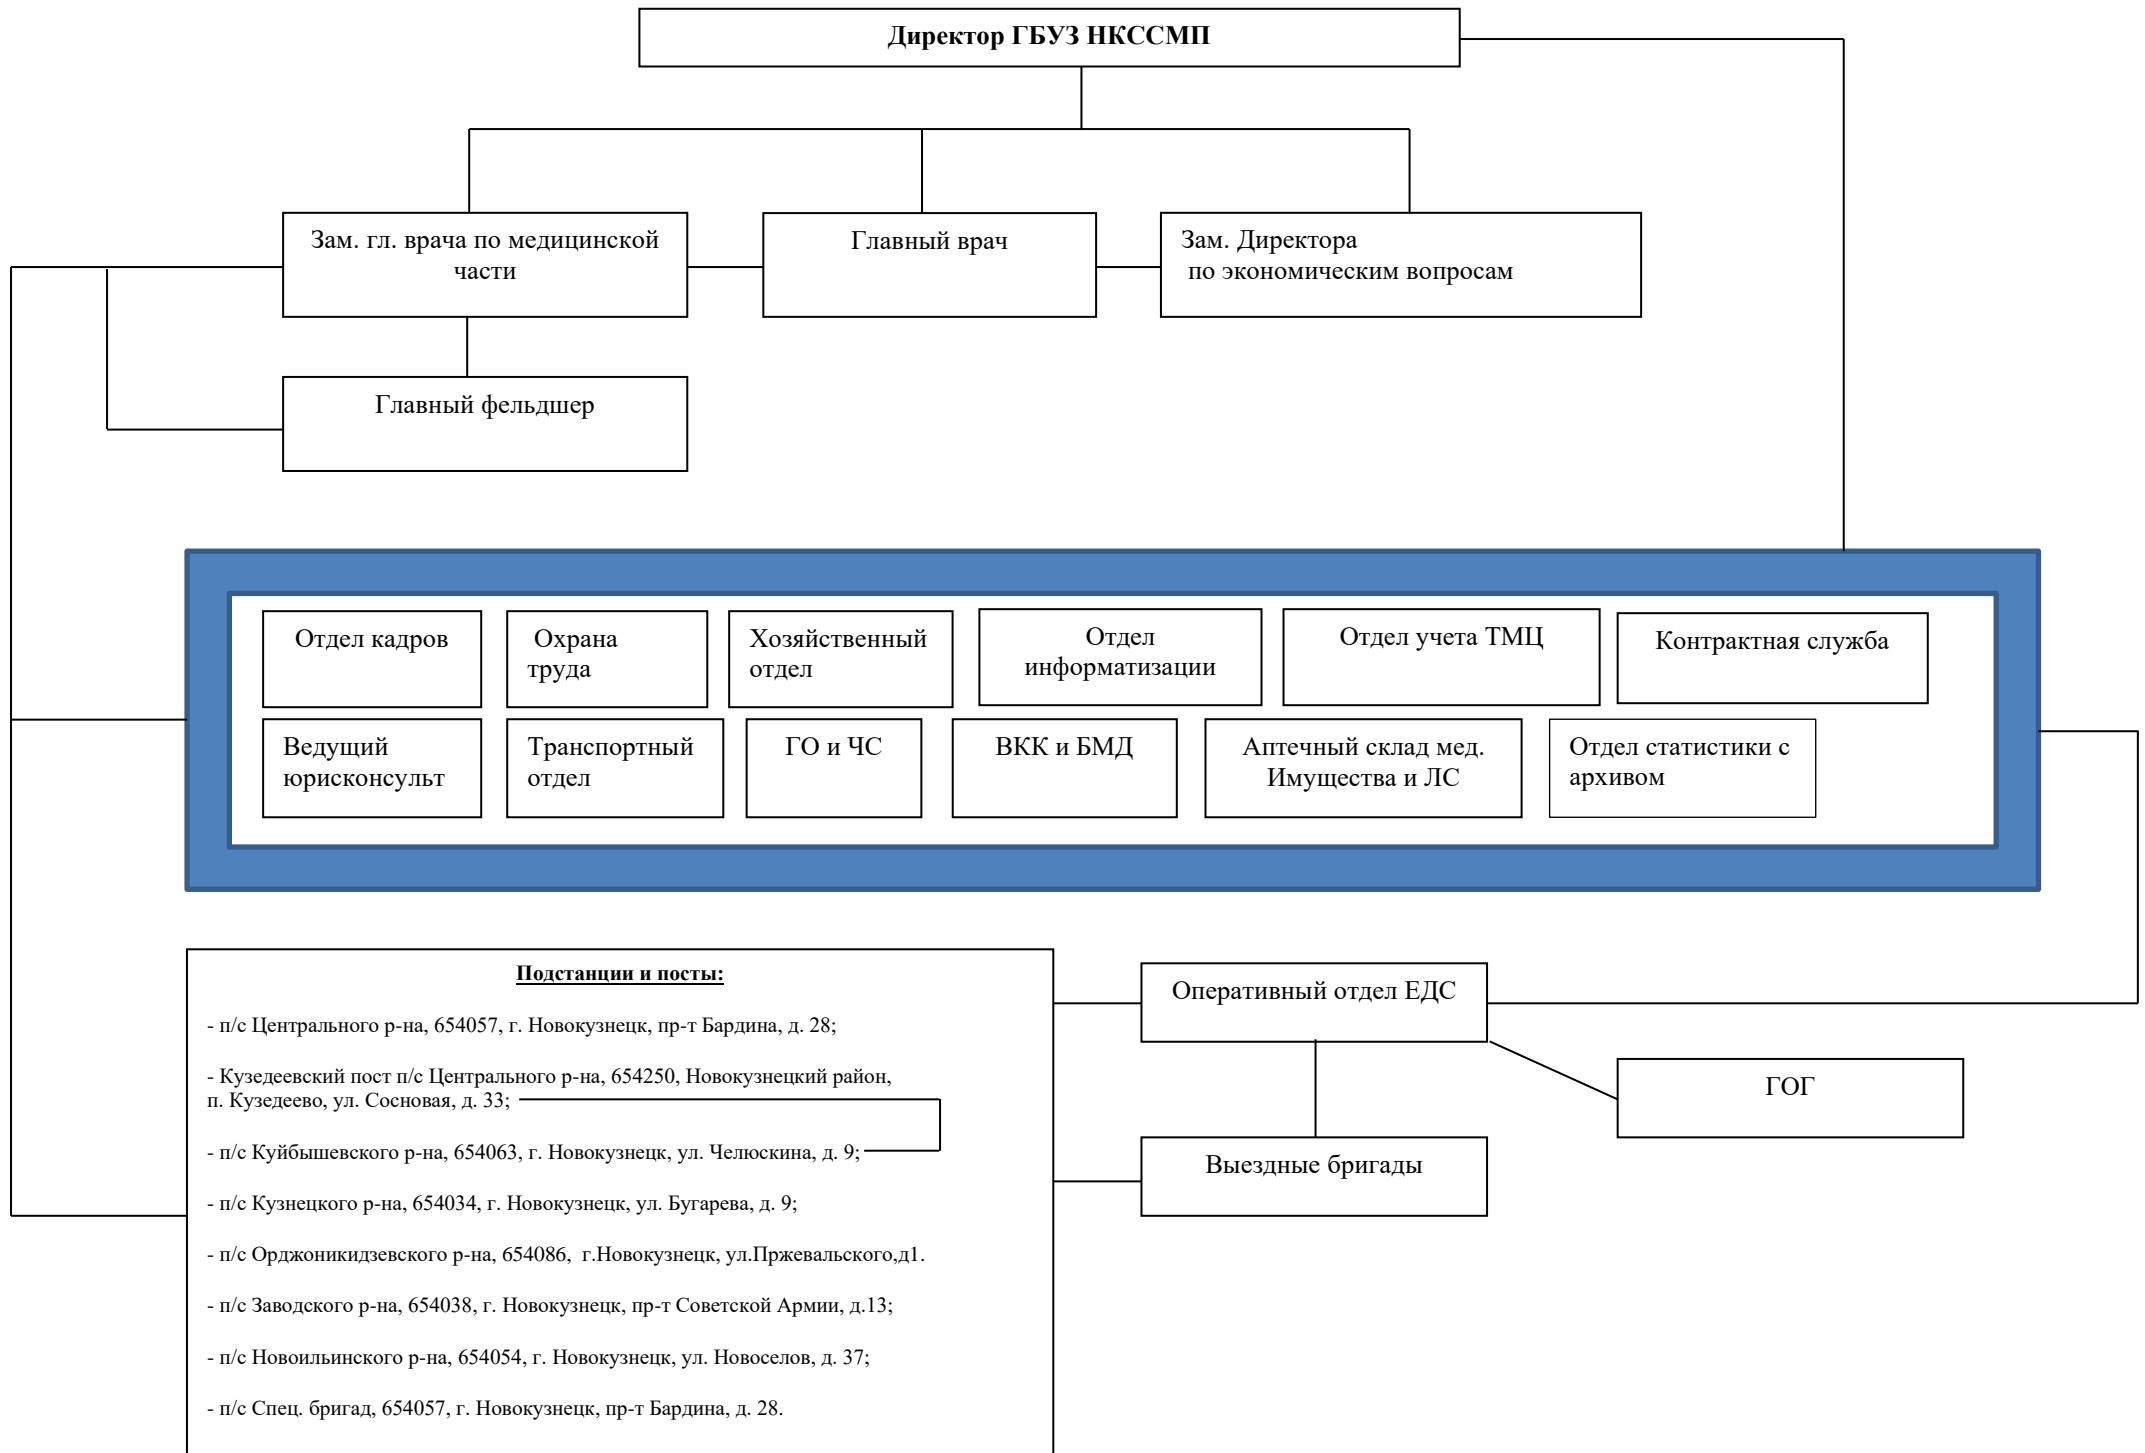 Директор ГБУЗ НКССМП
Зам. гл. врача по медицинской
части
Главный врач
Зам. Директора
по экономическим вопросам
Главный фельдшер
Отдел кадров
Охрана
труда
Хозяйственный
отдел
Отдел
информатизации
Отдел учета ТМЦ
Контрактная служба
Ведущий
юрисконсульт
Транспортный
отдел
ГО и ЧС
ВКК и БМД
Аптечный склад мед.
Имущества и ЛС
Отдел статистики с
архивом
Подстанции и посты:
- п/с Центрального р-на, 654057, г. Новокузнецк, пр-т Бардина, д. 28;
- Кузедеевский пост п/с Центрального р-на, 654250, Новокузнецкий район,
п. Кузедеево, ул. Сосновая, д. 33;
- п/с Куйбышевского р-на, 654063, г. Новокузнецк, ул. Челюскина, д. 9;
- п/с Кузнецкого р-на, 654034, г. Новокузнецк, ул. Бугарева, д. 9;
- п/с Орджоникидзевского р-на, 654086, г.Новокузнецк, ул.Пржевальского,д1.
- п/с Заводского р-на, 654038, г. Новокузнецк, пр-т Советской Армии, д.13;
- п/с Новоильинского р-на, 654054, г. Новокузнецк, ул. Новоселов, д. 37;
- п/с Спец. бригад, 654057, г. Новокузнецк, пр-т Бардина, д. 28.
Оперативный отдел ЕДС
ГОГ
Выездные бригады